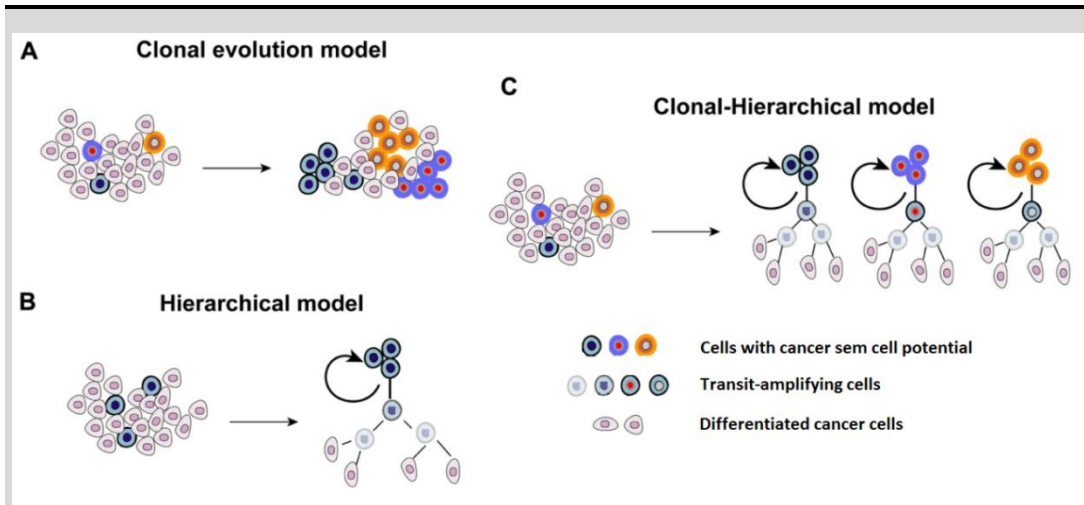 A
Clonal evolution model
B
Hierarchical model
C
Clonal-Hierarchical model
Cells with cancer sem cell potential
Transit-amplifying cells
Differentiated cancer cells